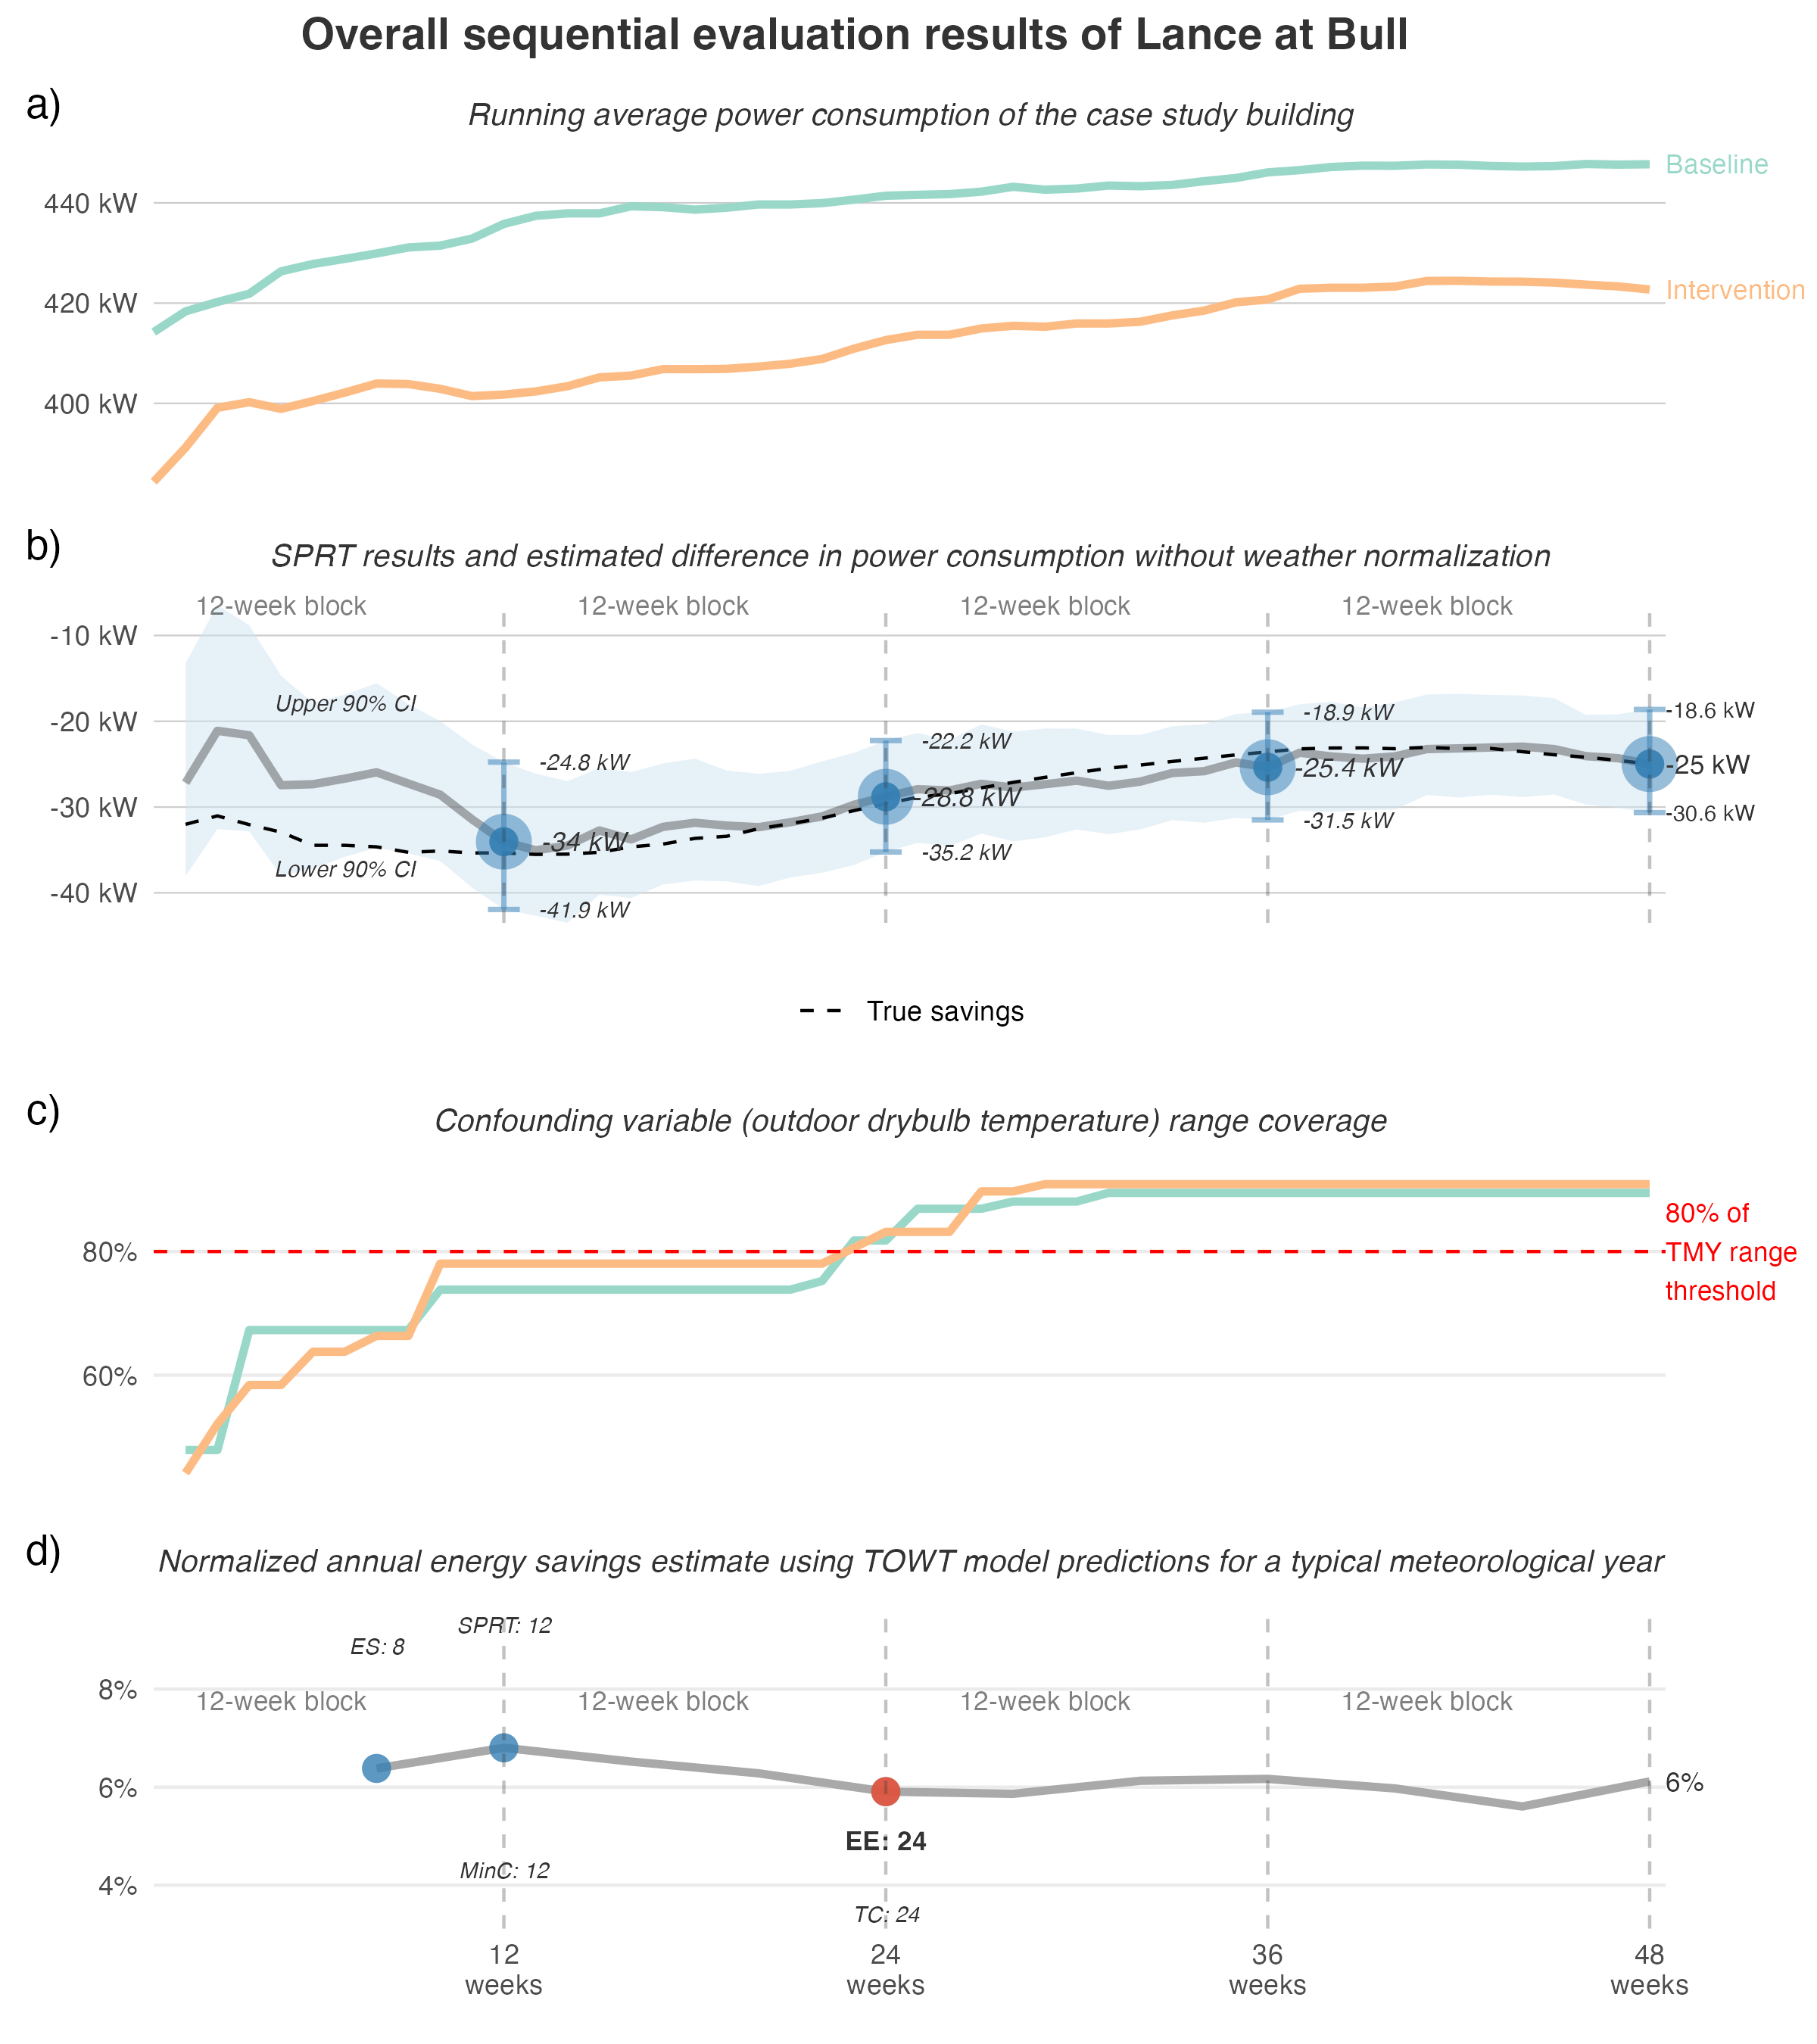 Overall sequential evaluation results of Lance at Bull
a)
Running average power consumption of the case study building
Baseline
440 kW
420 kW
Intervention
400 kW
b)
SPRT results and estimated difference in power consumption without weather normalization
12-week block 12-week block 12-week block 12-week block
-10 kW
Upper 90% CI
-20 kW
-24.8 kW
-22.2 kW
-18.9 kW
-18.6 kW
-30 kW
-34 kW
-28.8 kW
-25.4 kW
-25 kW
Lower 90% CI
-35.2 kW
-31.5 kW
-30.6 kW
-40 kW
-41.9 kW
True savings
c)
Confounding variable (outdoor drybulb temperature) range coverage
80% of
80%
TMY range
threshold
60%
d)
Normalized annual energy savings estimate using TOWT model predictions for a typical meteorological year
SPRT: 12
ES: 8
8%
12-week block 12-week block 12-week block 12-week block
6%
6%
EE: 24
MinC: 12
4%
TC: 24
12 24 36 48
weeks weeks weeks weeks